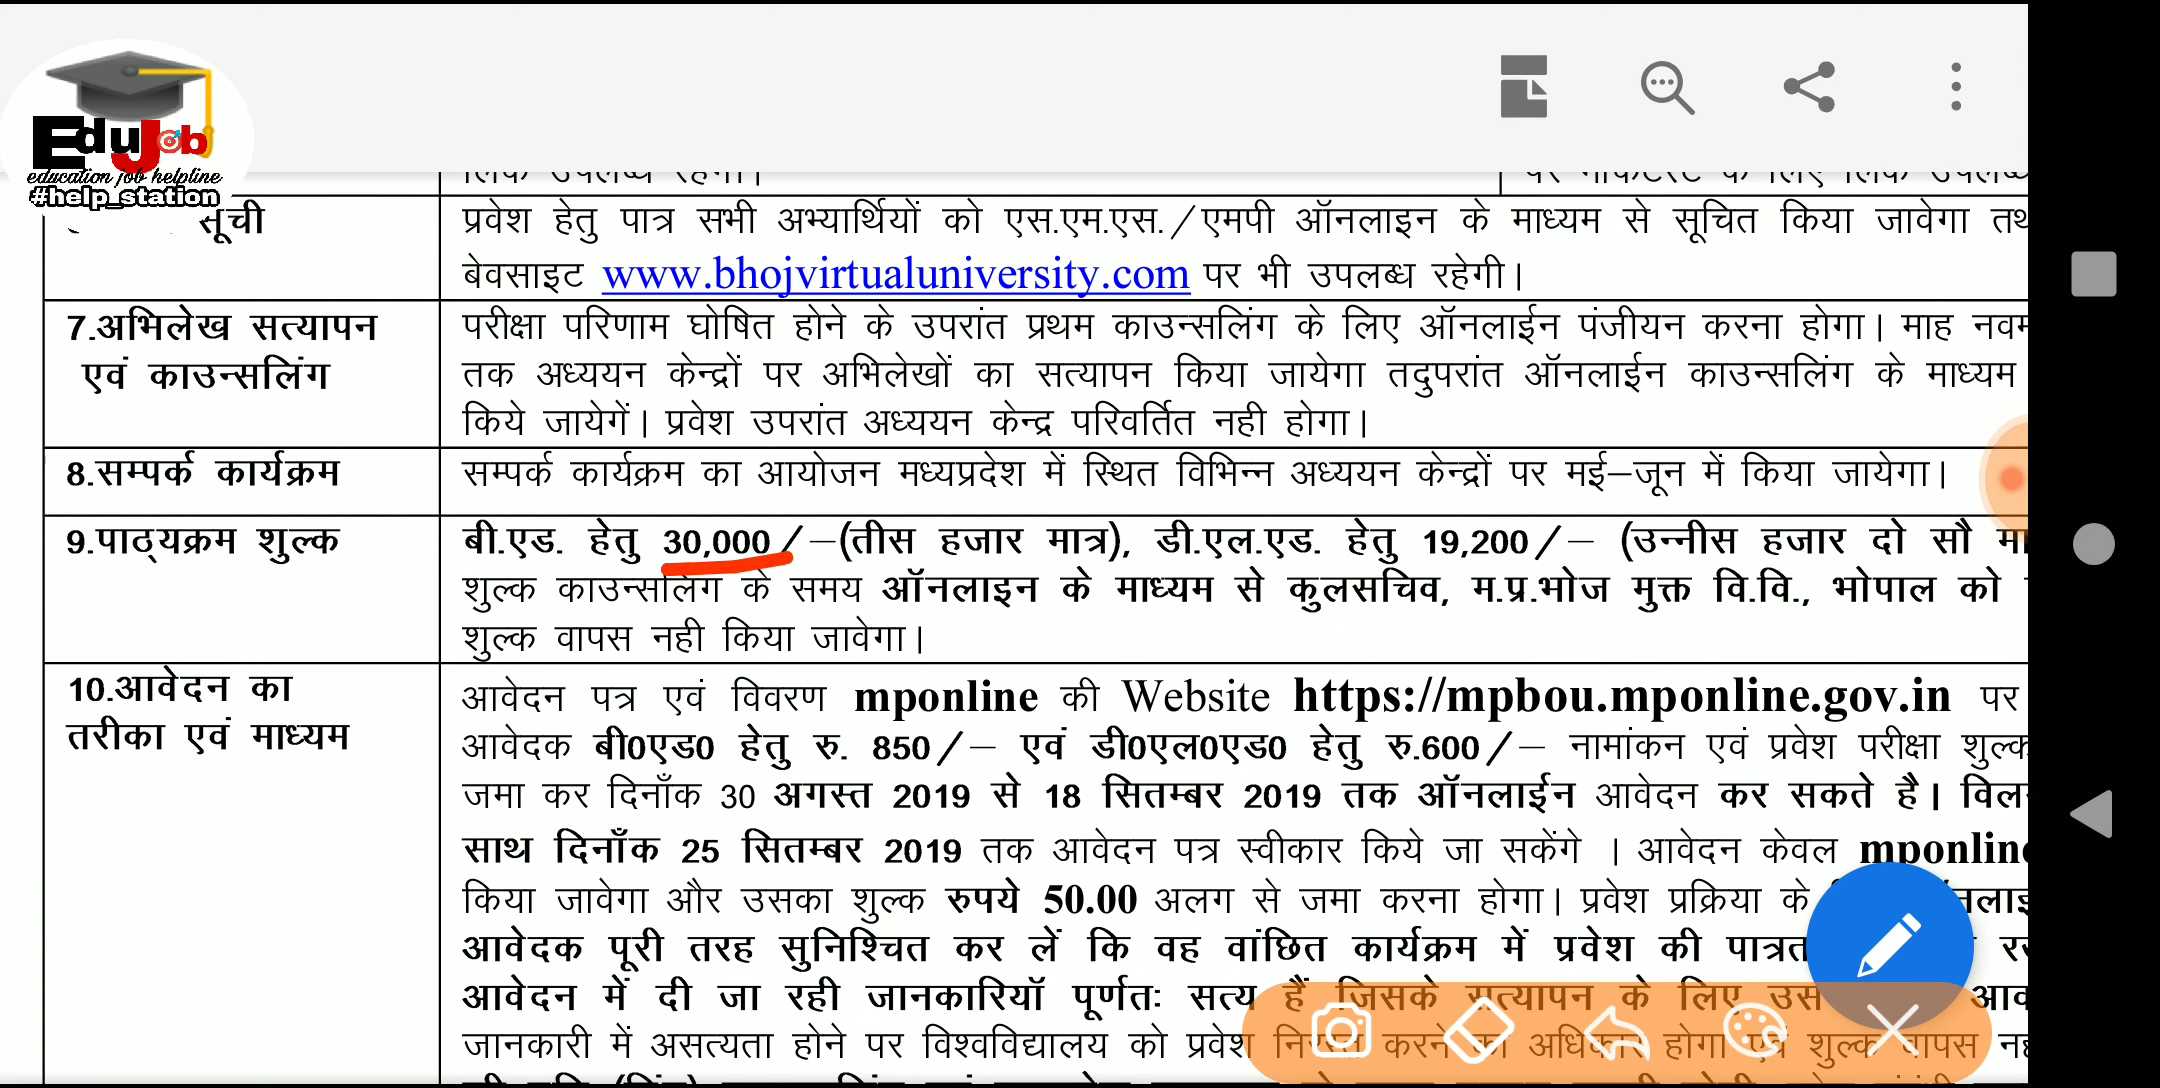 EduJob
education job helpline
#help_station
सूची
प्रवेश हेतु पात्र सभी अभ्यार्थियों को एस.एम.एस./एमपी ऑनलाइन के माध्यम से सूचित किया जावेगा
बेवसाइट www.bhojvirtualuniversity.com पर भी उपलब्ध रहेगी।
7.अभिलेख सत्यापन
एवं काउन्सलिंग
परीक्षा परिणाम घोषित होने के उपरांत प्रथम काउन्सलिंग के लिए ऑनलाईन पंजीयन करना होगा। माह
तक अध्ययन केन्द्रों पर अभिलेखों का सत्यापन किया जायेगा तदुपरांत ऑनलाईन काउन्सलिंग के माध्यम
किये जायेगें। प्रवेश उपरांत अध्ययन केन्द्र परिवर्तित नही होगा।
8.सम्पर्क कार्यक्रम
सम्पर्क कार्यक्रम का आयोजन मध्यप्रदेश में स्थित विभिन्न अध्ययन केन्द्रों पर मई–जून में किया जायेगा।
9.पाठ्यक्रम शुल्क
बी.एड. हेतु 30,000/–(तीस हजार मात्र), डी.एल.एड. हेतु 19,200/– (उन्नीस हजार दो सौ
शुल्क काउन्सलिंग के समय ऑनलाइन के माध्यम से कुलसचिव, म.प्र.भोज मुक्त वि.वि., भोपाल को
शुल्क वापस नही किया जावेगा।
10.आवेदन का
तरीका एवं माध्यम
आवेदन पत्र एवं विवरण mponline की Website https://mpbou.mponline.gov.in पर
आवेदक बी0एड0 हेतु रु. 850/– एवं डी0एल0एड0 हेतु रु.600/– नामांकन एवं प्रवेश परीक्षा शुल्क
जमा कर दिनाँक 30 अगस्त 2019 से 18 सितम्बर 2019 तक ऑनलाईन आवेदन कर सकते है।
साथ दिनाँक 25 सितम्बर 2019 तक आवेदन पत्र स्वीकार किये जा सकेंगे । आवेदन केवल mponline
किया जावेगा और उसका शुल्क रुपये 50.00 अलग से जमा करना होगा। प्रवेश प्रक्रिया के
आवेदक पूरी तरह सुनिश्चित कर लें कि वह वांछित कार्यक्रम में प्रवेश की
आवेदन में दी जा रही जानकारियॉ पूर्णतः सत्य हैं जिसके सत्यापन के लिए उस
जानकारी में असत्यता होने पर विश्वविद्यालय को प्रवेश निरस्त करने का अधिकार होगा एवं शुल्क वापस